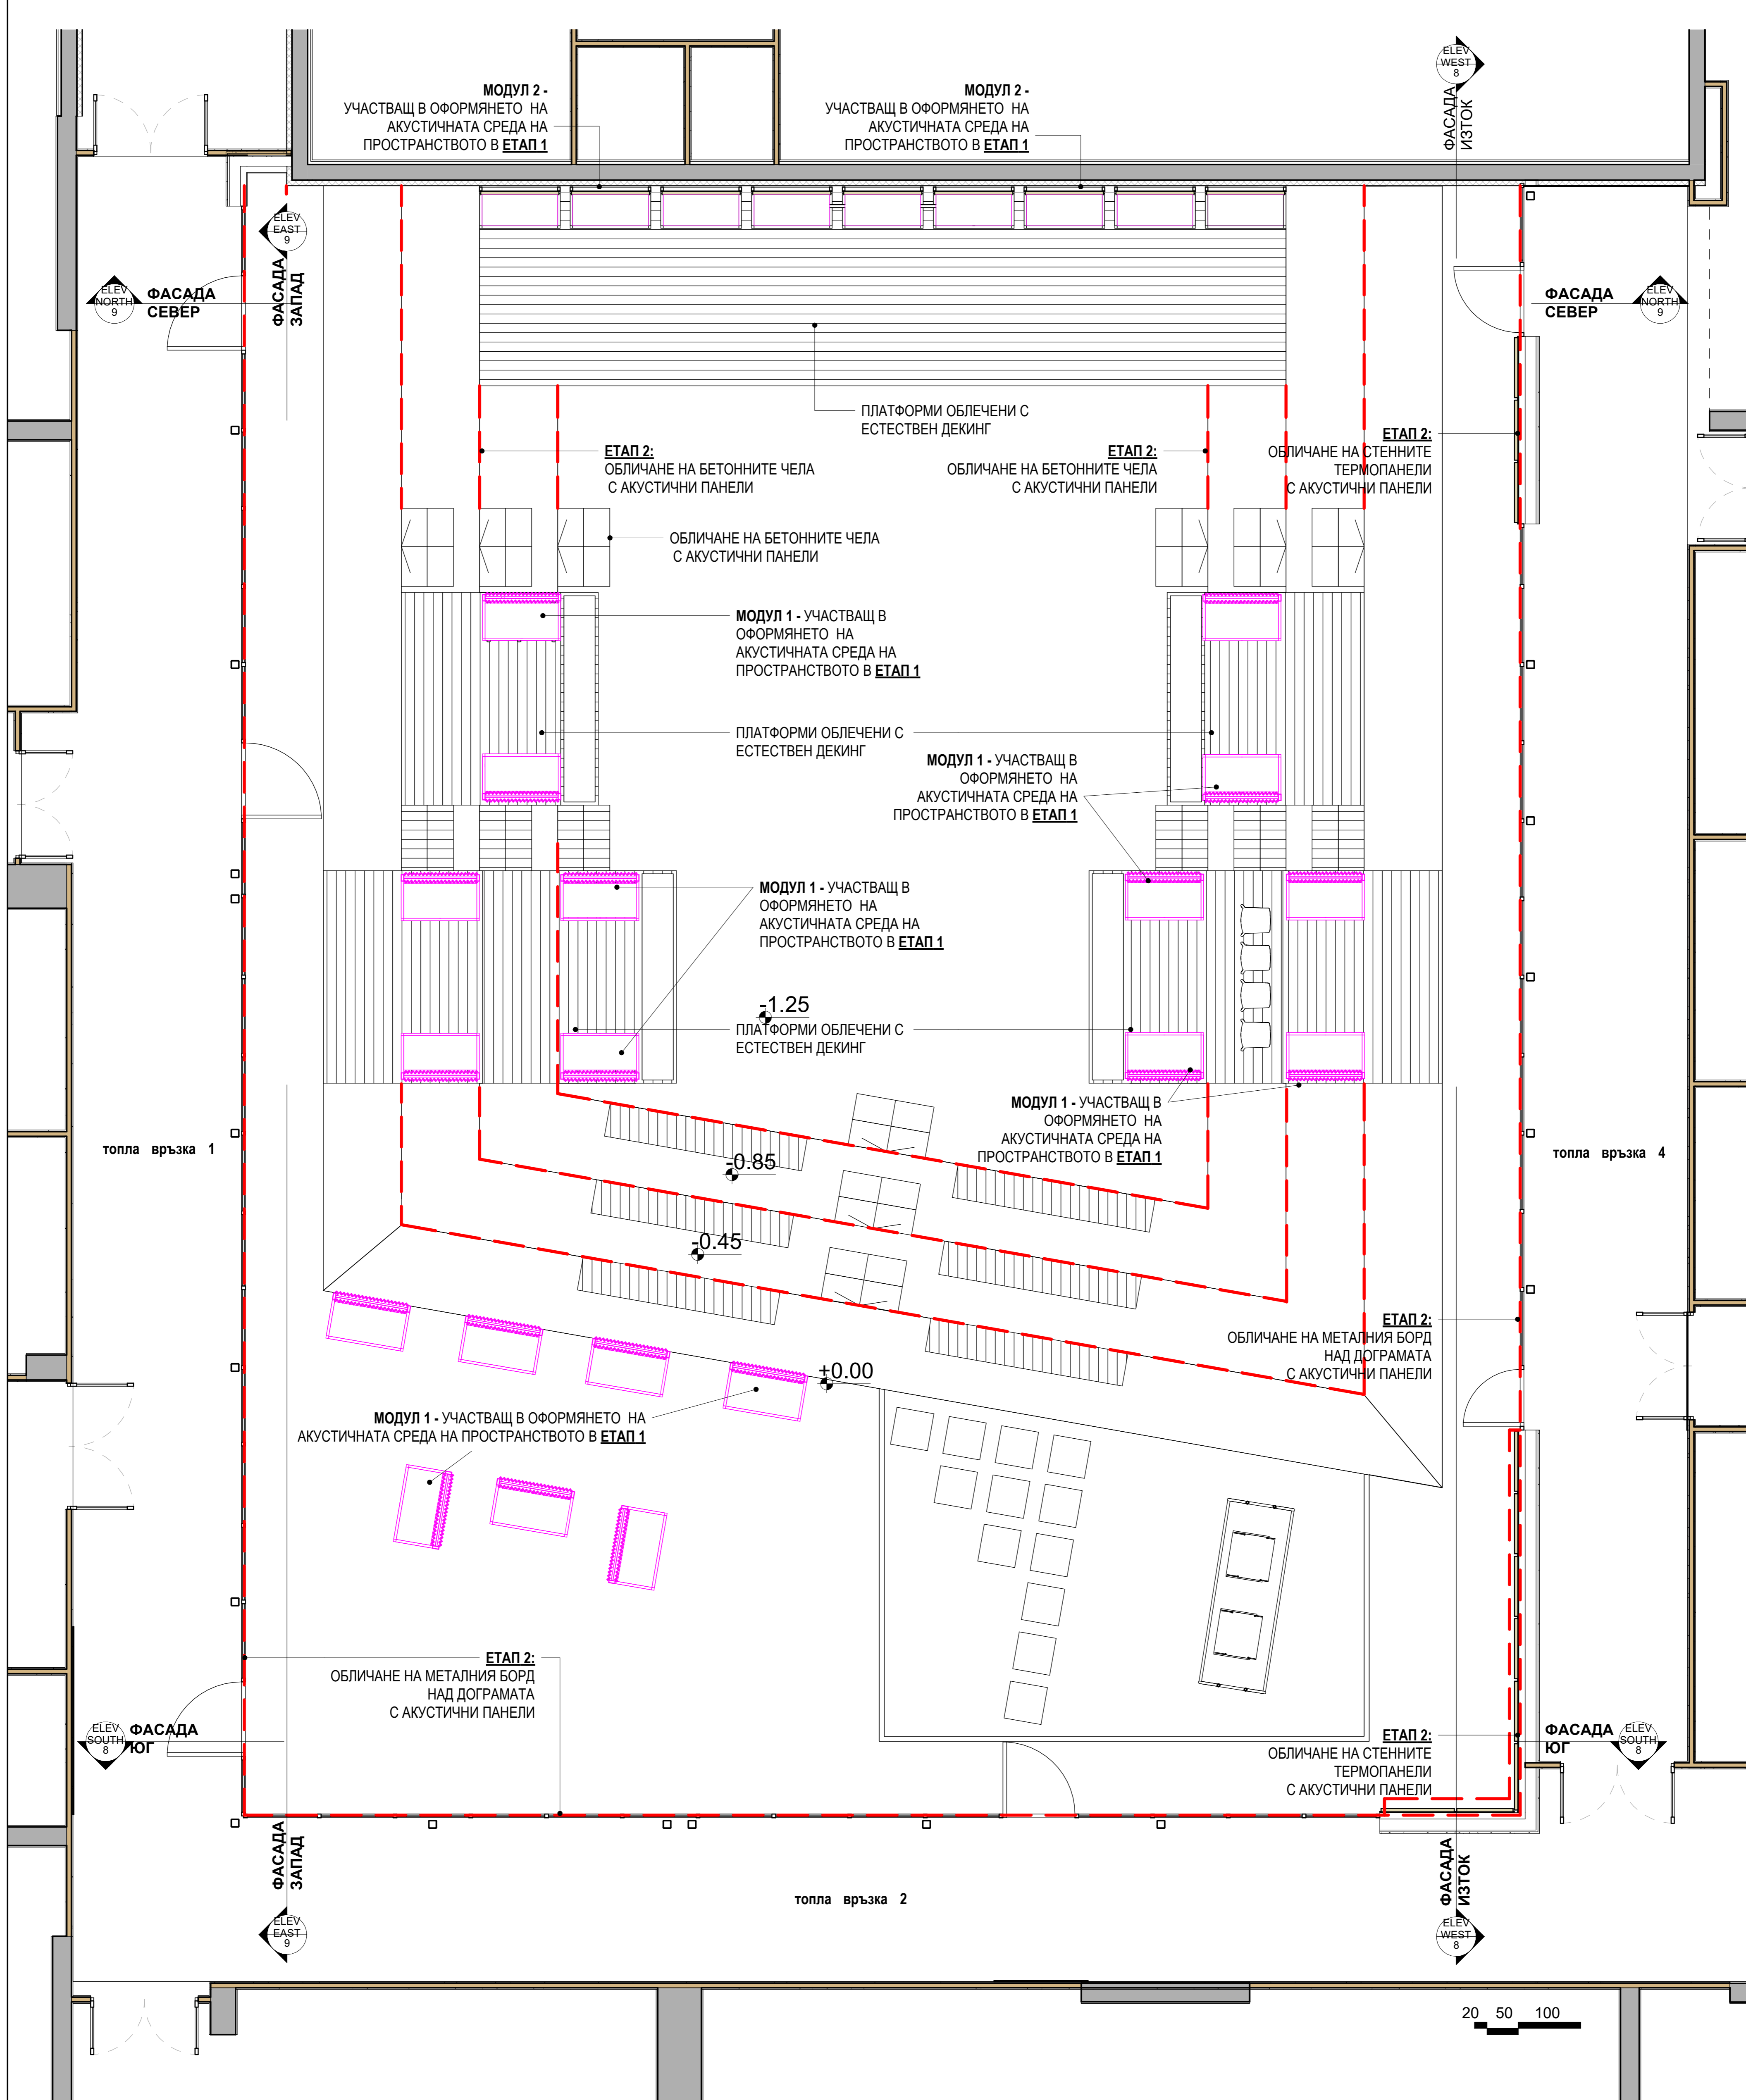 ELEV
WEST
8
ФАСАДА
ИЗТОК
МОДУЛ 2 -
УЧАСТВАЩ В ОФОРМЯНЕТО НА
АКУСТИЧНАТА СРЕДА НА
ПРОСТРАНСТВОТО В ЕТАП 1
МОДУЛ 2 -
УЧАСТВАЩ В ОФОРМЯНЕТО НА
АКУСТИЧНАТА СРЕДА НА
ПРОСТРАНСТВОТО В ЕТАП 1
ELEV
EAST
9
ФАСАДА
ЗАПАД
ELEV
NORTH
9
ФАСАДА
СЕВЕР
ФАСАДА
СЕВЕР
ELEV
NORTH
9
ПЛАТФОРМИ ОБЛЕЧЕНИ С
ЕСТЕСТВЕН ДЕКИНГ
ЕТАП 2:
ОБЛИЧАНЕ НА БЕТОННИТЕ ЧЕЛА
С АКУСТИЧНИ ПАНЕЛИ
ЕТАП 2:
ОБЛИЧАНЕ НА БЕТОННИТЕ ЧЕЛА
С АКУСТИЧНИ ПАНЕЛИ
ЕТАП 2:
ОБЛИЧАНЕ НА СТЕННИТЕ
ТЕРМОПАНЕЛИ
С АКУСТИЧНИ ПАНЕЛИ
ОБЛИЧАНЕ НА БЕТОННИТЕ ЧЕЛА
С АКУСТИЧНИ ПАНЕЛИ
МОДУЛ 1 - УЧАСТВАЩ В
ОФОРМЯНЕТО НА
АКУСТИЧНАТА СРЕДА НА
ПРОСТРАНСТВОТО В ЕТАП 1
ПЛАТФОРМИ ОБЛЕЧЕНИ С
ЕСТЕСТВЕН ДЕКИНГ
МОДУЛ 1 - УЧАСТВАЩ В
ОФОРМЯНЕТО НА
АКУСТИЧНАТА СРЕДА НА
ПРОСТРАНСТВОТО В ЕТАП 1
МОДУЛ 1 - УЧАСТВАЩ В
ОФОРМЯНЕТО НА
АКУСТИЧНАТА СРЕДА НА
ПРОСТРАНСТВОТО В ЕТАП 1
-1.25
ПЛАТФОРМИ ОБЛЕЧЕНИ С
ЕСТЕСТВЕН ДЕКИНГ
МОДУЛ 1 - УЧАСТВАЩ В
ОФОРМЯНЕТО НА
АКУСТИЧНАТА СРЕДА НА
ПРОСТРАНСТВОТО В ЕТАП 1
топла връзка 1
топла връзка 4
-0.85
-0.45
+0.00
ЕТАП 2:
ОБЛИЧАНЕ НА МЕТАЛНИЯ БОРД
НАД ДОГРАМАТА
С АКУСТИЧНИ ПАНЕЛИ
МОДУЛ 1 - УЧАСТВАЩ В ОФОРМЯНЕТО НА
АКУСТИЧНАТА СРЕДА НА ПРОСТРАНСТВОТО В ЕТАП 1
ЕТАП 2:
ОБЛИЧАНЕ НА МЕТАЛНИЯ БОРД
НАД ДОГРАМАТА
С АКУСТИЧНИ ПАНЕЛИ
ELEV
SOUTH
8
ФАСАДА
ЮГ
ЕТАП 2:
ОБЛИЧАНЕ НА СТЕННИТЕ
ТЕРМОПАНЕЛИ
С АКУСТИЧНИ ПАНЕЛИ
ФАСАДА
ЮГ
ELEV
SOUTH
8
ФАСАДА
ЗАПАД
ELEV
EAST
9
топла връзка 2
ФАСАДА
ИЗТОК
ELEV
WEST
8
20 50 100